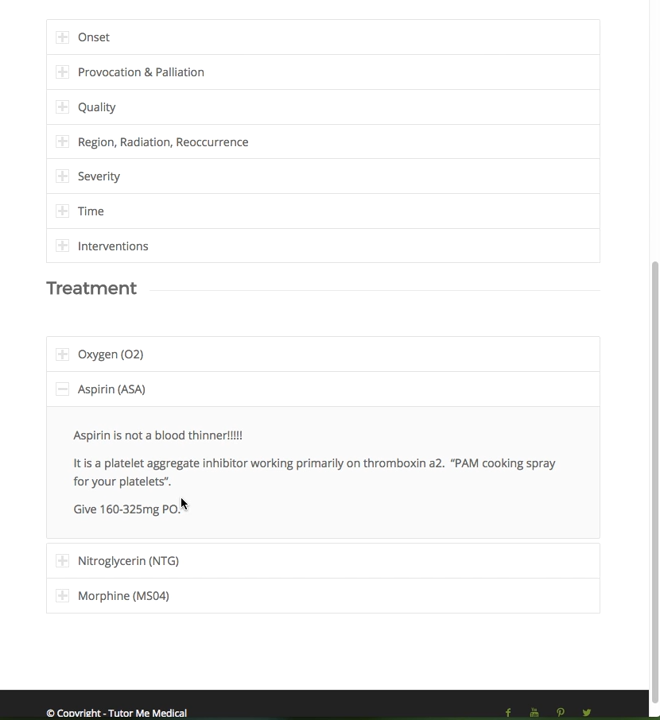 Onset
Provocation & Palliation
Quality
Region, Radiation, Reoccurrence
Severity
Time
Interventions
Treatment
Oxygen (O2)
Aspirin (ASA)
Aspirin is not a blood thinner!!!!!
It is a platelet aggregate inhibitor working primarily on thromboxin a2.  “PAM cooking spray
for your platelets”.
Give 160-325mg PO.
Nitroglycerin (NTG)
Morphine (MS04)
© Copyright - Tutor Me Medical